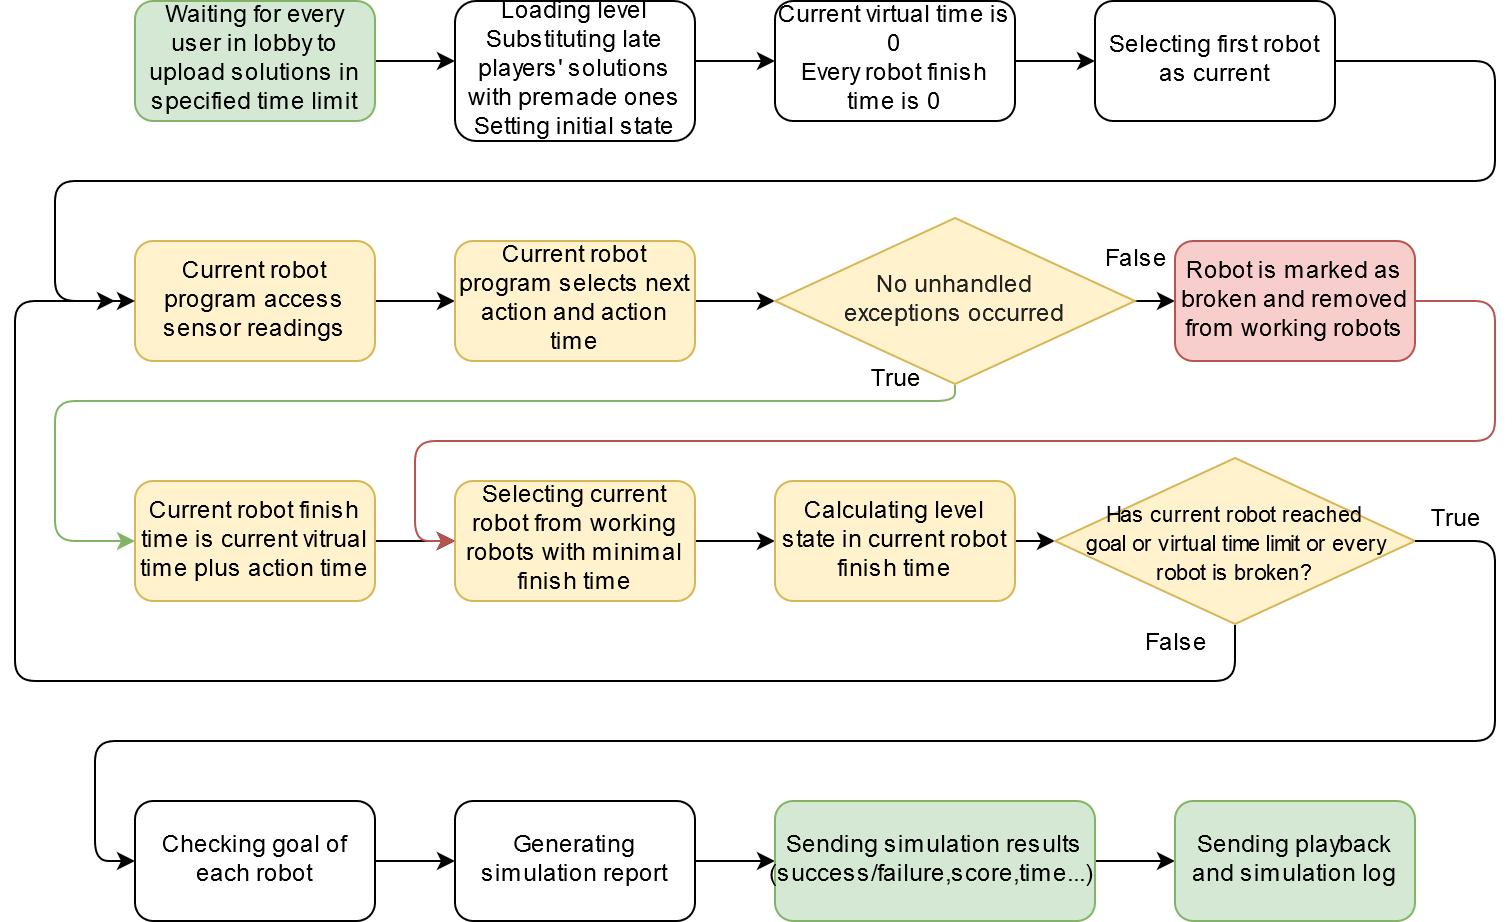 Waiting for every
user in lobby to
upload solutions in
specified time limit
Loading level
Substituting late
players' solutions
with premade ones
Setting initial state
Current virtual time is
0
Every robot finish
time is 0
Selecting first robot
as current
Current robot
program access
sensor readings
Current robot
program selects next
action and action
time
No unhandled
exceptions occurred
False
Robot is marked as
broken and removed
from working robots
True
Current robot finish
time is current vitrual
time plus action time
Selecting current
robot from working
robots with minimal
finish time
Calculating level
state in current robot
finish time
Has current robot reached
goal or virtual time limit or every
robot is broken?
True
False
Checking goal of
each robot
Generating
simulation report
Sending simulation results
(success/failure,score,time...)
Sending playback
and simulation log